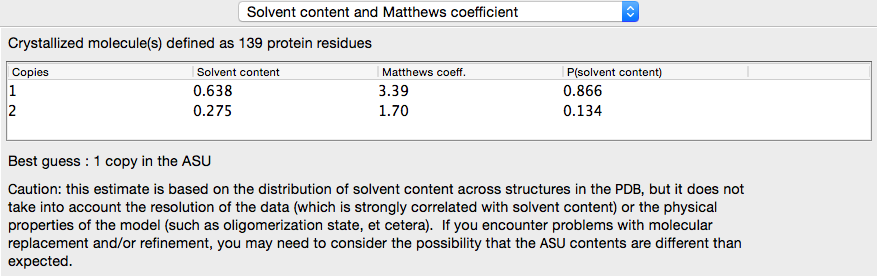 Solvent content and Matthews coefficient
Crystallized molecule(s) defined as 139 protein residues
Copies Solvent content Matthews coeff. P(solvent content)
1 0.638 3.39 0.866
2 0.275 1.70 0.134
Best guess : 1 copy in the ASU
Caution: this estimate is based on the distribution of solvent content across structures in the PDB, but it does not
take into account the resolution of the data (which is strongly correlated with solvent content) or the physical
properties of the model (such as oligomerization state, et cetera).  If you encounter problems with molecular
replacement and/or refinement, you may need to consider the possibility that the ASU contents are different than
expected.